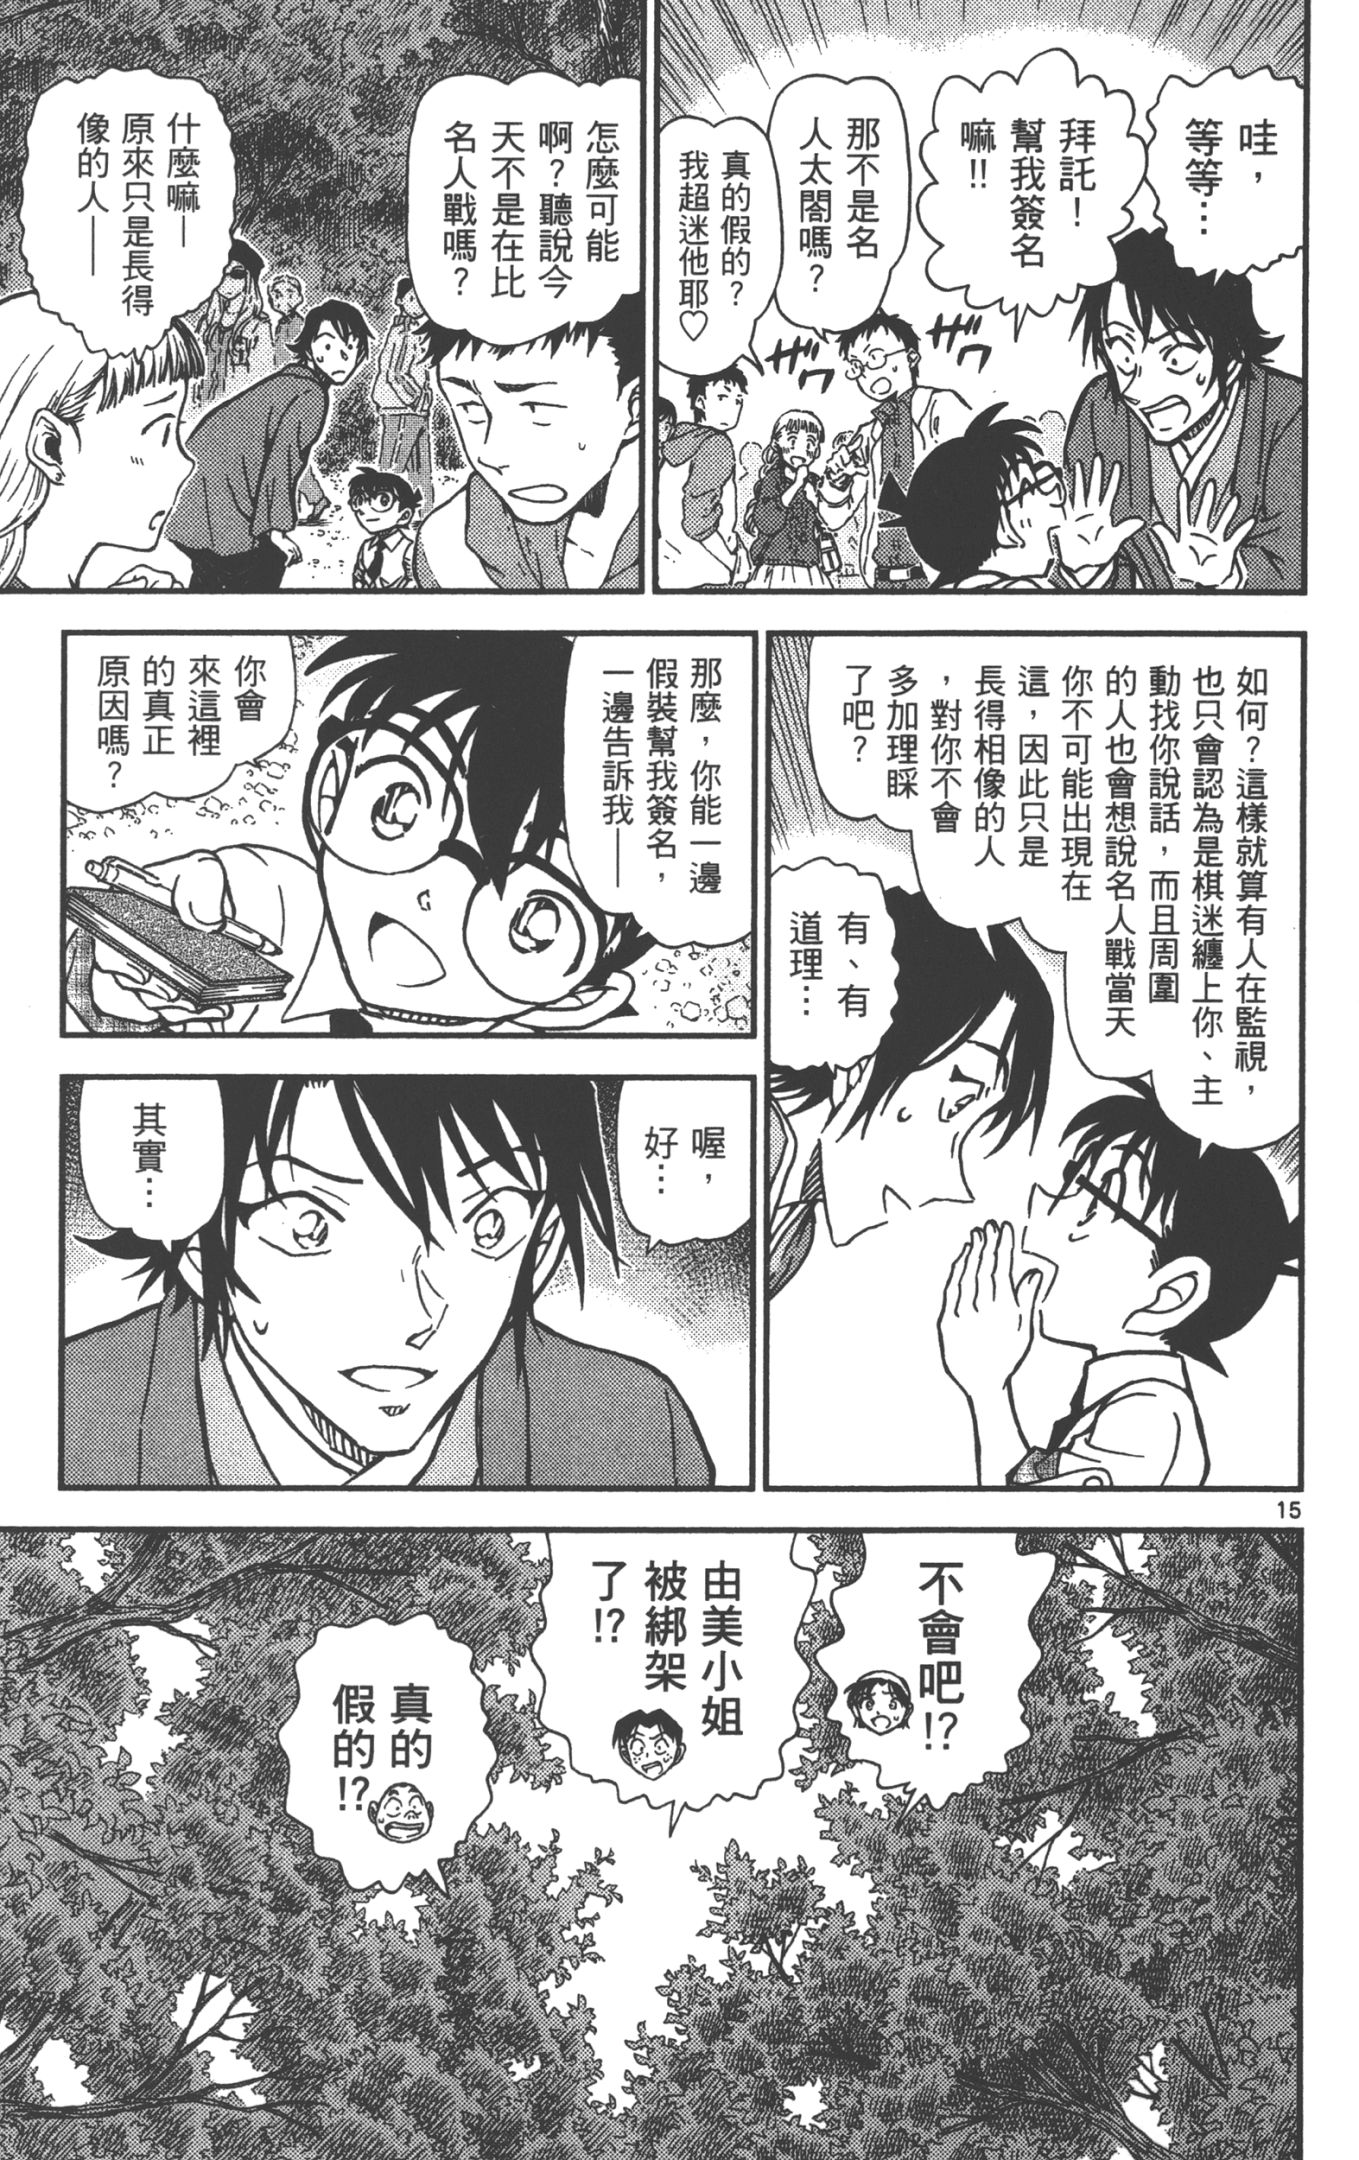 哇，
等等…
拜託！
幫我簽名
嘛!!
那不是名
人太閤嗎？
真的假的？
我超迷他耶♡
ザワ
ザワ
怎麼可能
啊？聽說今
天不是在比
名人戰嗎？
什麼嘛—
原來只是長得
像的人——
如何？這樣就算有人在監視，
也只會認為是棋迷纏上你、主
動找你說話，而且周圍
的人也會想說名人戰當天
你不可能出現在
這，因此只是
長得相像的人
，對你不會
多加理睬
了吧？
有、有
道理…
那麼，你能一邊
假裝幫我簽名，
一邊告訴我——
你會
來這裡
的真正
原因嗎？
喔，
好…
其實…
15
不會吧!?
由美小姐
被綁架
了!?
真的
假的!?